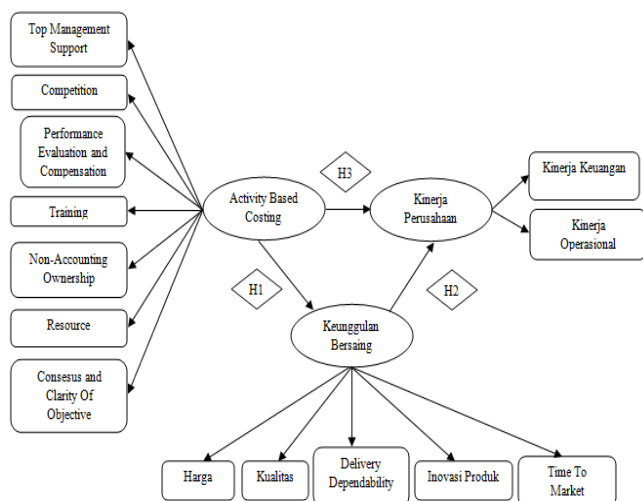 Top Management
Support
Competition
Performance
Evaluation and
Compensation
Training
Non-Accounting
Ownership
Resource
Consesus and
Clarity Of
Objective
Activity Based
Costing
H3
Kinerja
Perusahaan
Kinerja Keuangan
Kinerja
Operasional
H1
H2
Keunggulan
Bersaing
Harga
Kualitas
Delivery
Dependability
Inovasi Produk
Time To
Market